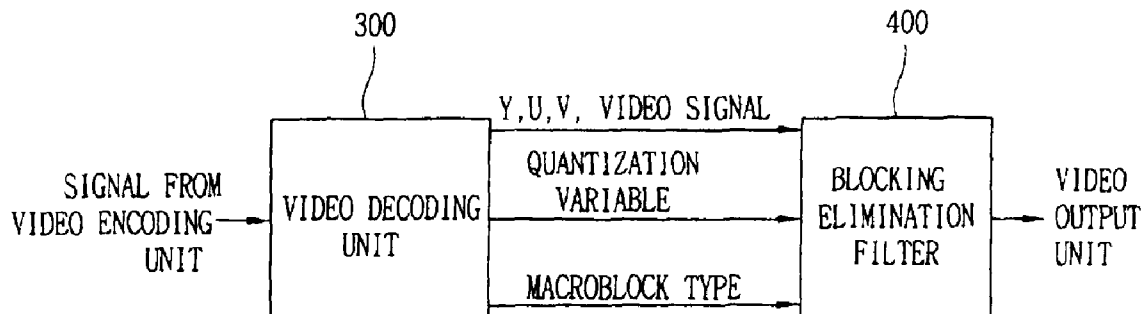 300
400
Y,U,V, VIDEO SIGNAL
SIGNAL FROM
VIDEO ENCODING
UNIT
VIDEO DECODING
UNIT
QUANTIZATION
VARIABLE
MACROBLOCK TYPE
BLOCKING
ELIMINATION
FILTER
VIDEO
OUTPUT
UNIT